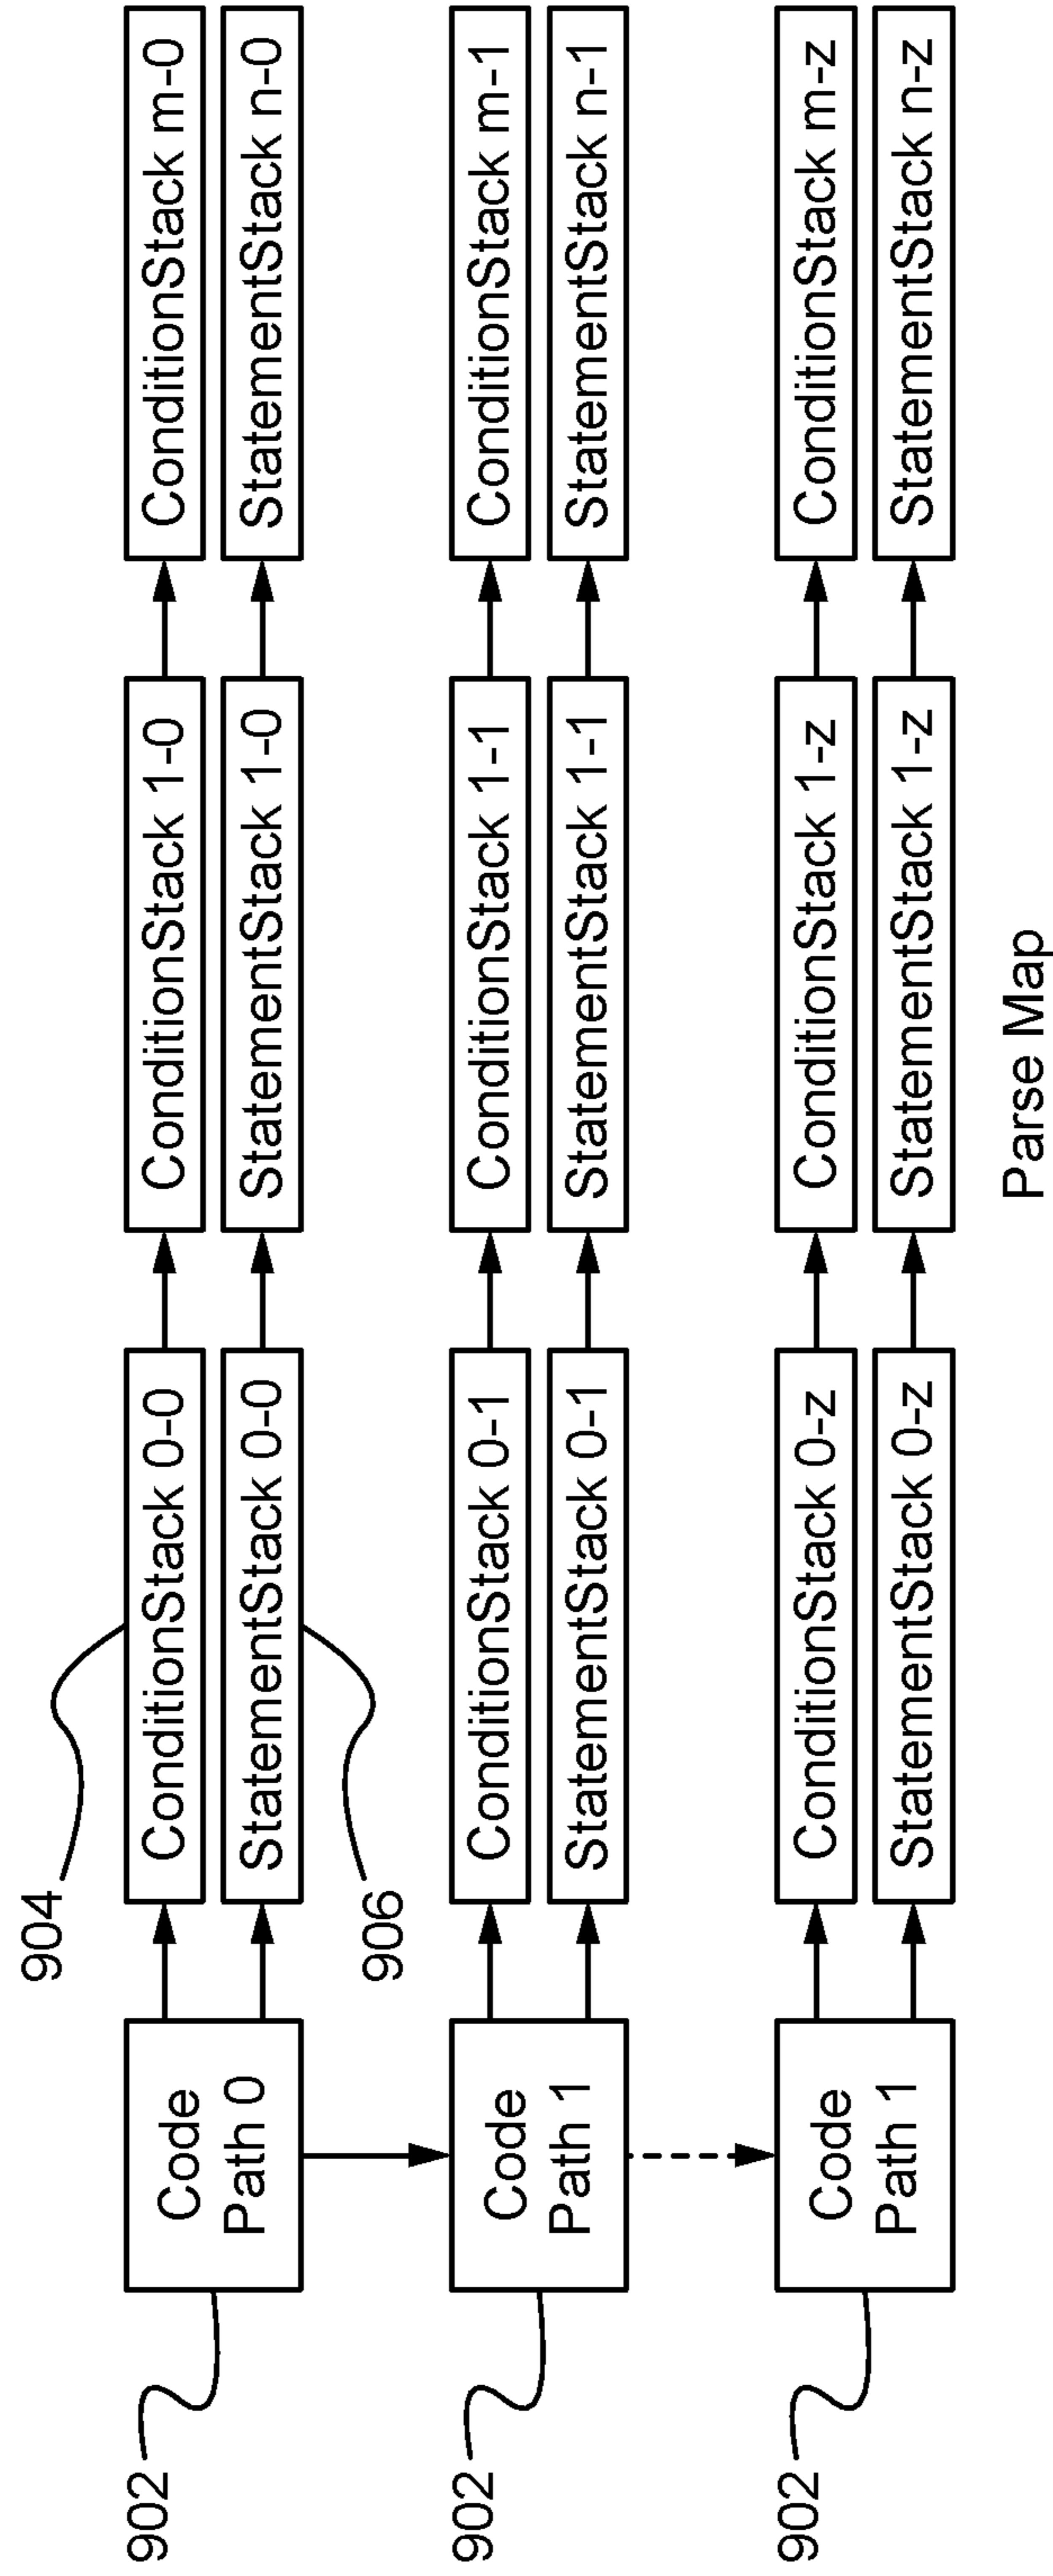 904
ConditionStack 0-0
ConditionStack 1-0
ConditionStack m-0
902
Code
Path 0
StatementStack 0-0
StatementStack 1-0
StatementStack n-0
906
ConditionStack 0-1
ConditionStack 1-1
ConditionStack m-1
902
Code
Path 1
StatementStack 0-1
StatementStack 1-1
StatementStack n-1
ConditionStack 0-z
ConditionStack 1-z
ConditionStack m-z
902
Code
Path 1
StatementStack 0-z
StatementStack 1-z
StatementStack n-z
Parse Map